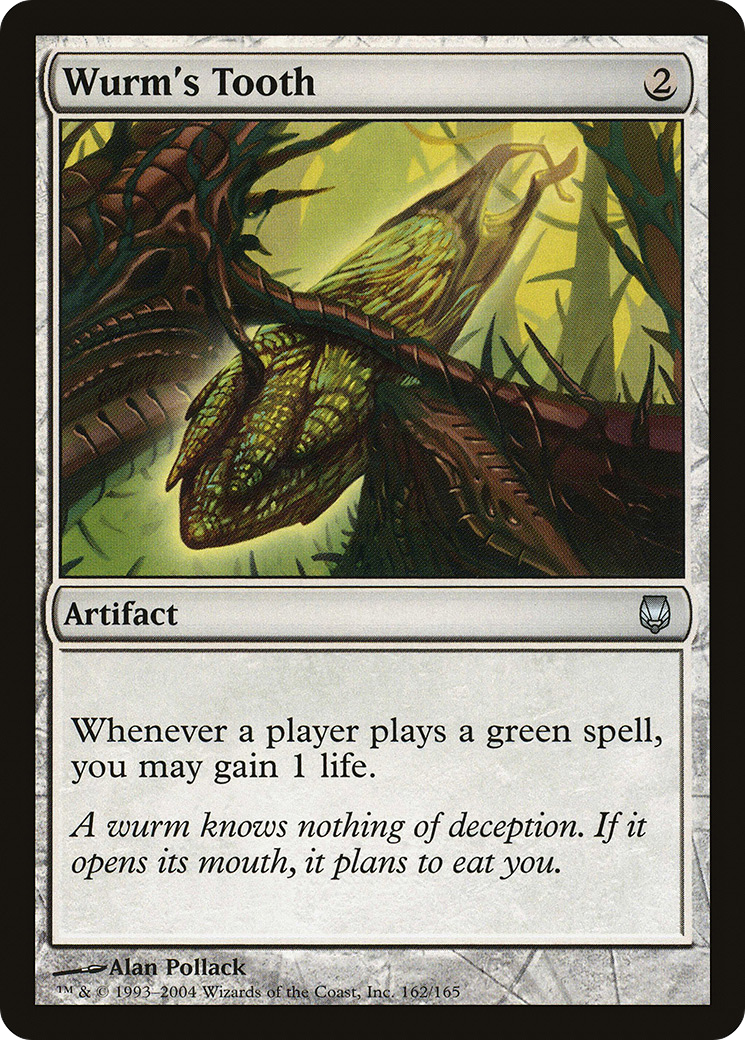 Wurm's Tooth
2
Artifact
Whenever a player plays a green spell,
you may gain 1 life.
A wurm knows nothing of deception. If it
opens its mouth, it plans to eat you.
Alan Pollack
™ & © 1993–2004 Wizards of the Coast, Inc. 162/165